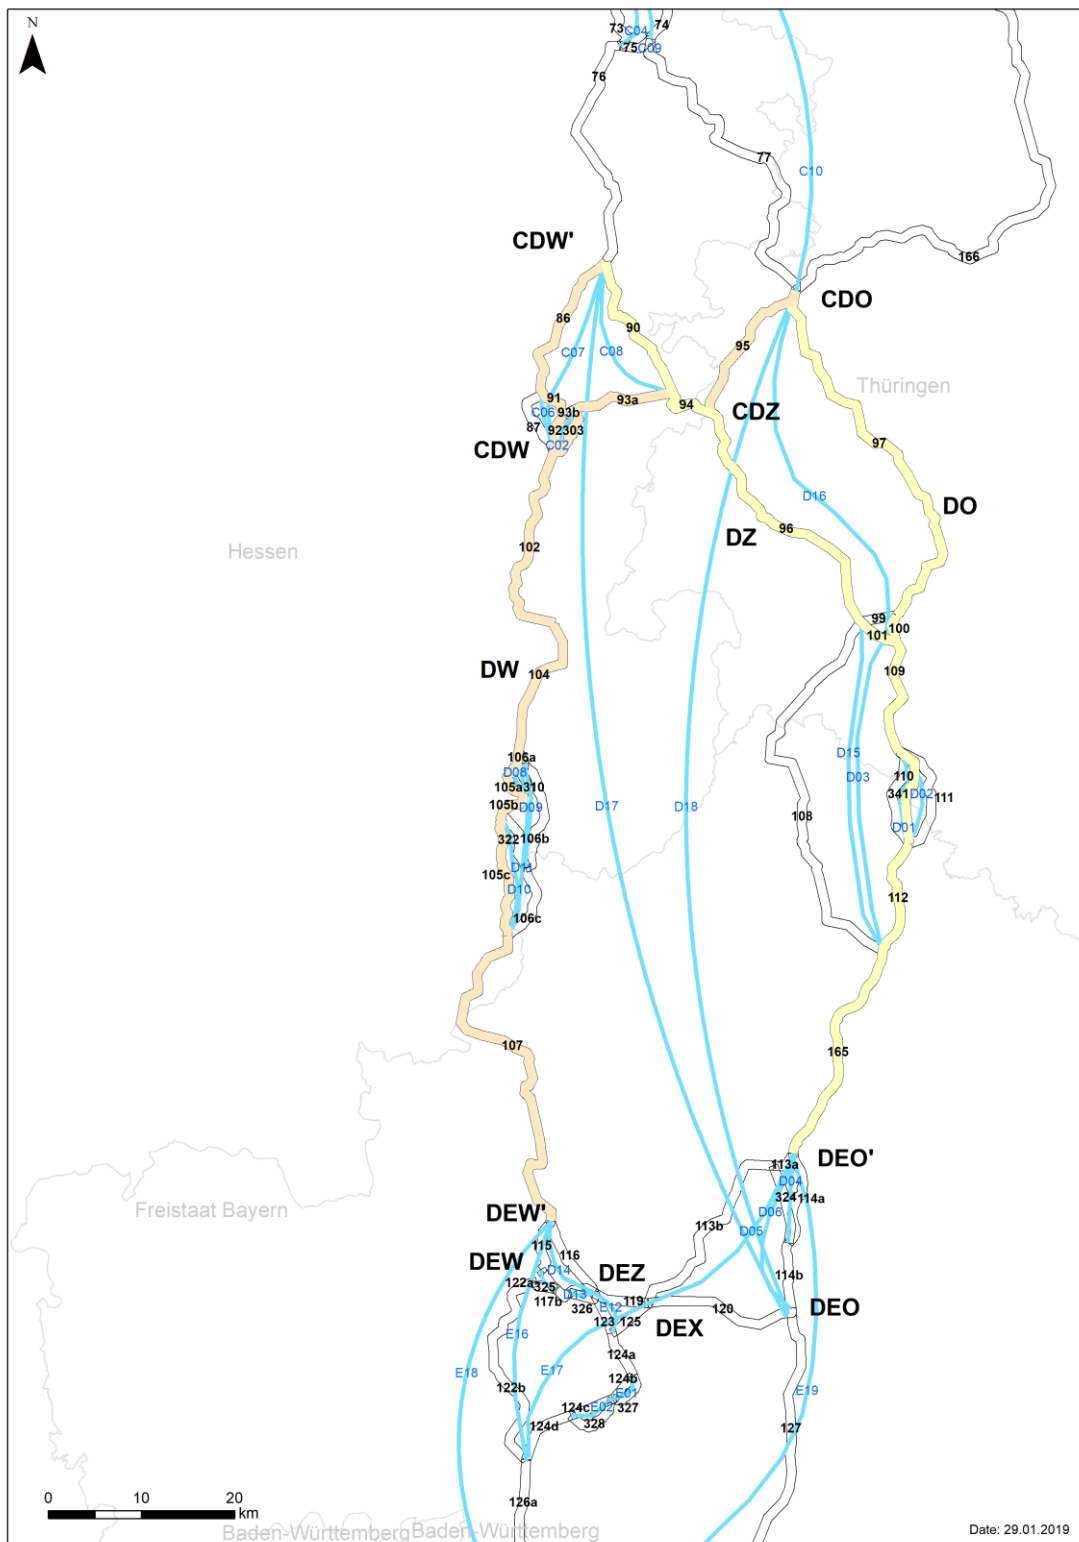 N
73
74
C04
75
C09
76
77
C10
166
CDW'
CDO
86
90
95
C07
C08
Thüringen
91
93a
94
C06
93b
87
92303
CDZ
97
CDW
C02
D16
DO
Hessen
102
DZ
96
99
100
101
DW
104
109
106a
D15
D08
D03
110
105a310
341
D02
111
105b
D09
D17
D18
108
D01
322
106b
105c
D11
D10
112
106c
107
165
DEO'
113a
D04
324
114a
Freistaat Bayern
DEW'
D06
113b
D05
115
116
DEW
D14
122a
325
DEZ
114b
D13
117b
326
E12
119
120
DEO
123
125
DEX
E16
124a
E18
E17
124b
122b
E01
E19
124c
E02
327
124d
328
127
0
10
20
km
126a
Baden-Württemberg
Baden-Württemberg
Date: 29.01.2019